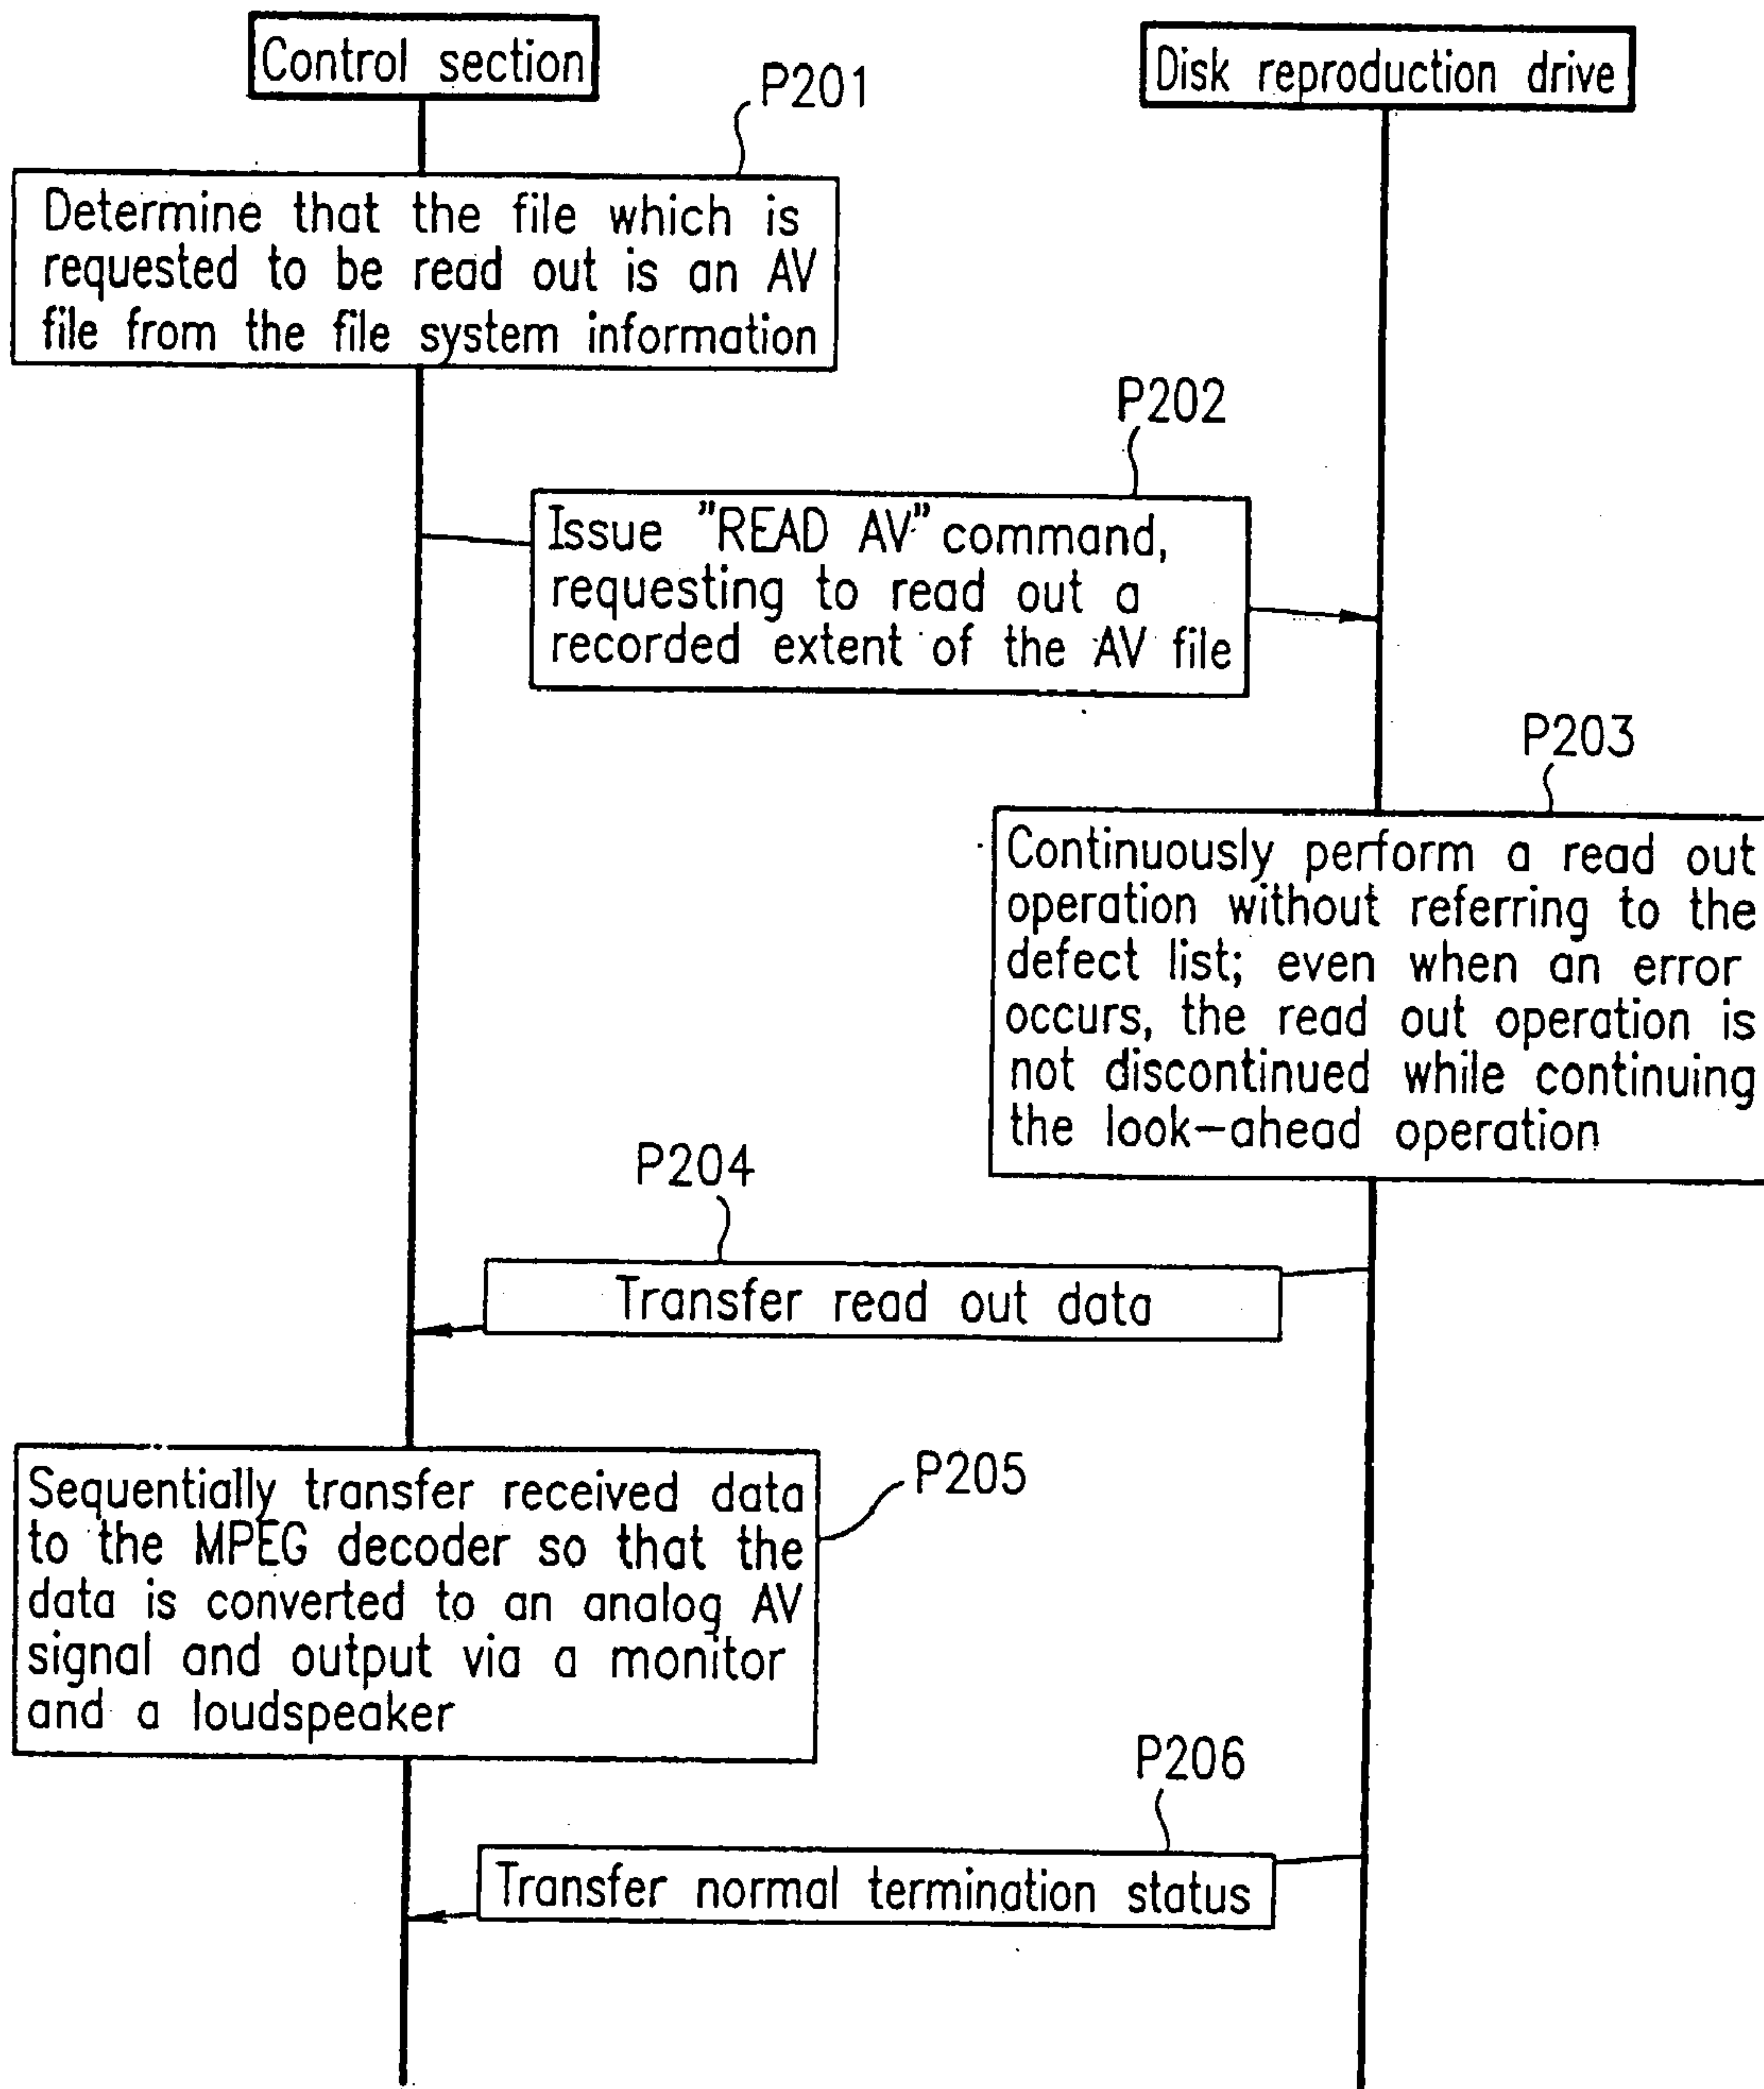 Control section
Disk reproduction drive
P201
Determine that the file which is
requested to be read out is an AV
file from the file system information
P202
Issue "READ AV" command,
requesting to read out a
recorded extent of the AV file
P203
Continuously perform a read out
operation without referring to the
defect list; even when an error
occurs, the read out operation is
not discontinued while continuing
the look-ahead operation
P204
Transfer read out data
P205
Sequentially transfer received data
to the MPEG decoder so that the
data is converted to an analog AV
signal and output via a monitor
and a loudspeaker
P206
Transfer normal termination status